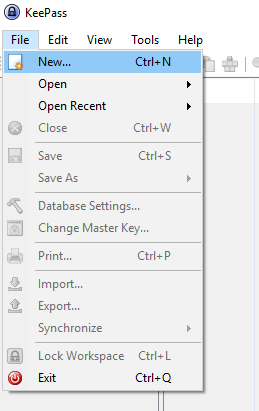 KeePass
File Edit View Tools Help
New... Ctrl+N
Open
Open Recent
Close Ctrl+W
Save Ctrl+S
Save As
Database Settings...
Change Master Key...
Print... Ctrl+P
Import...
Export...
Synchronize
Lock Workspace Ctrl+L
Exit Ctrl+Q